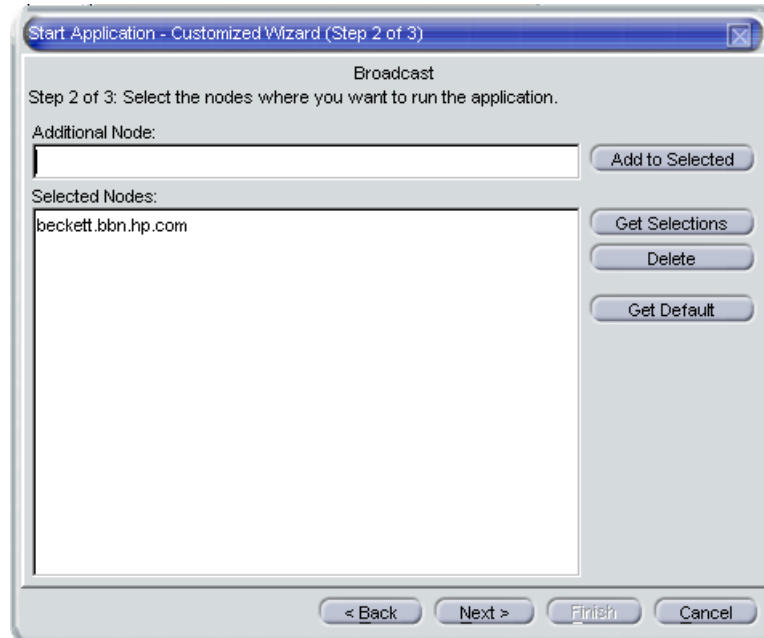 Start Application - Customized Wizard (Step 2 of 3)
Broadcast
Step 2 of 3: Select the nodes where you want to run the application.
Additional Node:
Add to Selected
Selected Nodes:
beckett.bbn.hp.com
Get Selections
Delete
Get Default
< Back Next > Finish Cancel